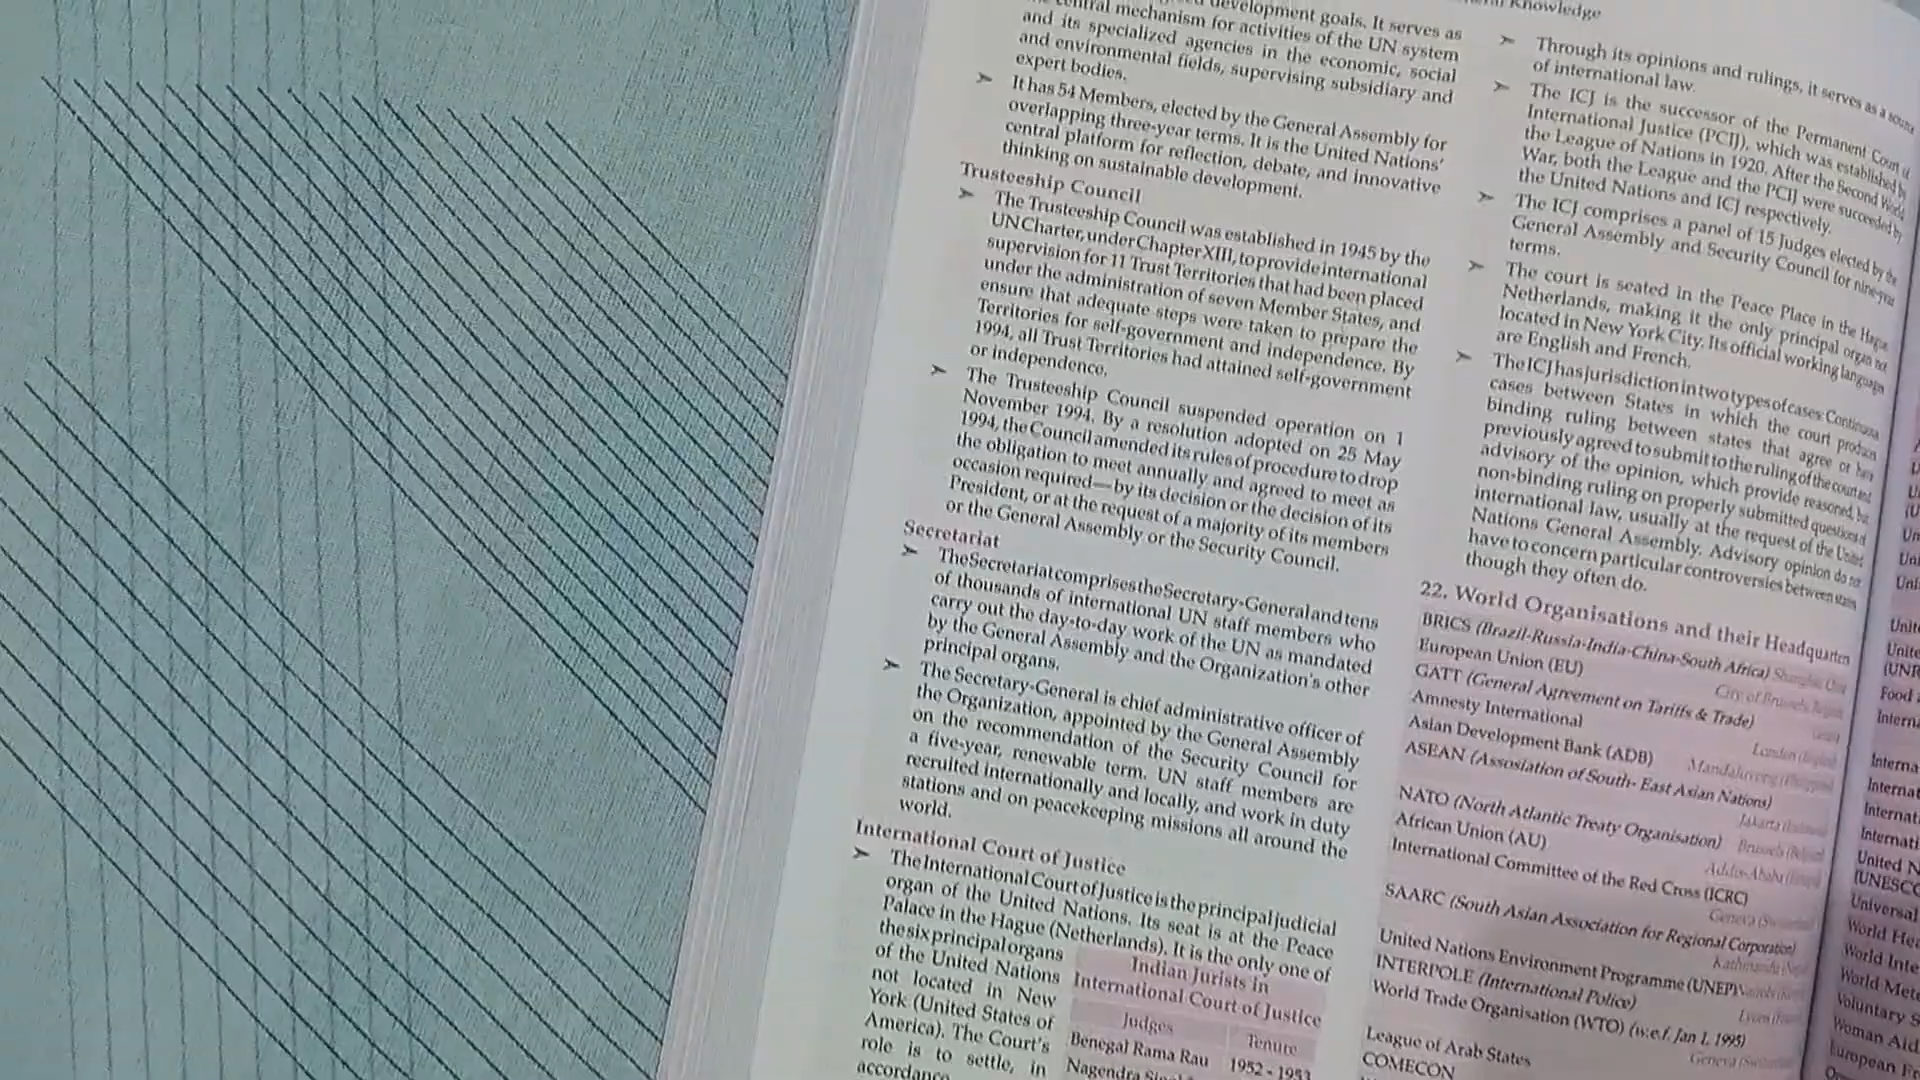 development goals. It serves as
central mechanism for activities of the UN system
and its specialized agencies in the economic, social
and environmental fields, supervising subsidiary and
expert bodies.
➤ It has 54 Members, elected by the General Assembly for
overlapping three-year terms. It is the United Nations'
central platform for reflection, debate, and innovative
thinking on sustainable development.
Trusteeship Council
➤ The Trusteeship Council was established in 1945 by the
UN Charter, under Chapter XIII, to provide international
supervision for 11 Trust Territories that had been placed
under the administration of seven Member States, and
ensure that adequate steps were taken to prepare the
Territories for self-government and independence. By
1994, all Trust Territories had attained self-government
or independence.
➤ The Trusteeship Council suspended operation on 1
November 1994. By a resolution adopted on 25 May
1994, the Council amended its rules of procedure to drop
the obligation to meet annually and agreed to meet as
occasion required—by its decision or the decision of its
President, or at the request of a majority of its members
or the General Assembly or the Security Council.
Secretariat
➤ The Secretariat comprises the Secretary-General and tens
of thousands of international UN staff members who
carry out the day-to-day work of the UN as mandated
by the General Assembly and the Organization's other
principal organs.
➤ The Secretary-General is chief administrative officer of
the Organization, appointed by the General Assembly
on the recommendation of the Security Council for
a five-year, renewable term. UN staff members are
recruited internationally and locally, and work in duty
stations and on peacekeeping missions all around the
world.
International Court of Justice
➤ The International Court of Justice is the principal judicial
organ of the United Nations. Its seat is at the Peace
Palace in the Hague (Netherlands). It is the only one of
the six principal organs
of the United Nations
not located in New
York (United States of
America). The Court's
role is to settle, in
accordance
Indian Jurists in
International Court of Justice
Judges Tenure
Benegal Rama Rau 1952 - 1953
Nagendra
Knowledge
➤ Through its opinions and rulings, it serves as a source
of international law.
➤ The ICJ is the successor of the Permanent Court of
International Justice (PCIJ), which was established by
the League of Nations in 1920. After the Second World
War, both the League and the PCIJ were succeeded by
the United Nations and ICJ respectively.
➤ The ICJ comprises a panel of 15 Judges elected by the
General Assembly and Security Council for nine-year
terms.
➤ The court is seated in the Peace Place in the Hague
Netherlands, making it the only principal organ not
located in New York City. Its official working language
are English and French.
➤ The ICJ has jurisdiction in two types of cases:
cases between States in which the court produce
binding ruling between states that agree or have
previously agreed to submit to the ruling of the court and
advisory of the opinion, which provide reasoned, but
non-binding ruling on properly submitted questions of
international law, usually at the request of the United
Nations General Assembly. Advisory opinion do not
have to concern particular controversies between states
though they often do.
22. World Organisations and their Headquarters
BRICS (Brazil-Russia-India-China-South Africa) Shanghai
European Union (EU)
City of Brussels
GATT (General Agreement on Tariffs & Trade)
Amnesty International
London
Asian Development Bank (ADB) Mandaluyong
ASEAN (Assosiation of South- East Asian Nations)
Jakarta
NATO (North Atlantic Treaty Organisation) Brussels
African Union (AU)
Addis-Ababa
International Committee of the Red Cross (ICRC)
Geneva
SAARC (South Asian Association for Regional Corporation)
Kathmandu
United Nations Environment Programme (UNEP) Nairobi
INTERPOLE (International Police)
Lyons
World Trade Organisation (WTO) (w.e.f. Jan 1, 1995)
Geneva
League of Arab States
COMECON
(UNESCO
Universal
Voluntary
Woman Aid
European